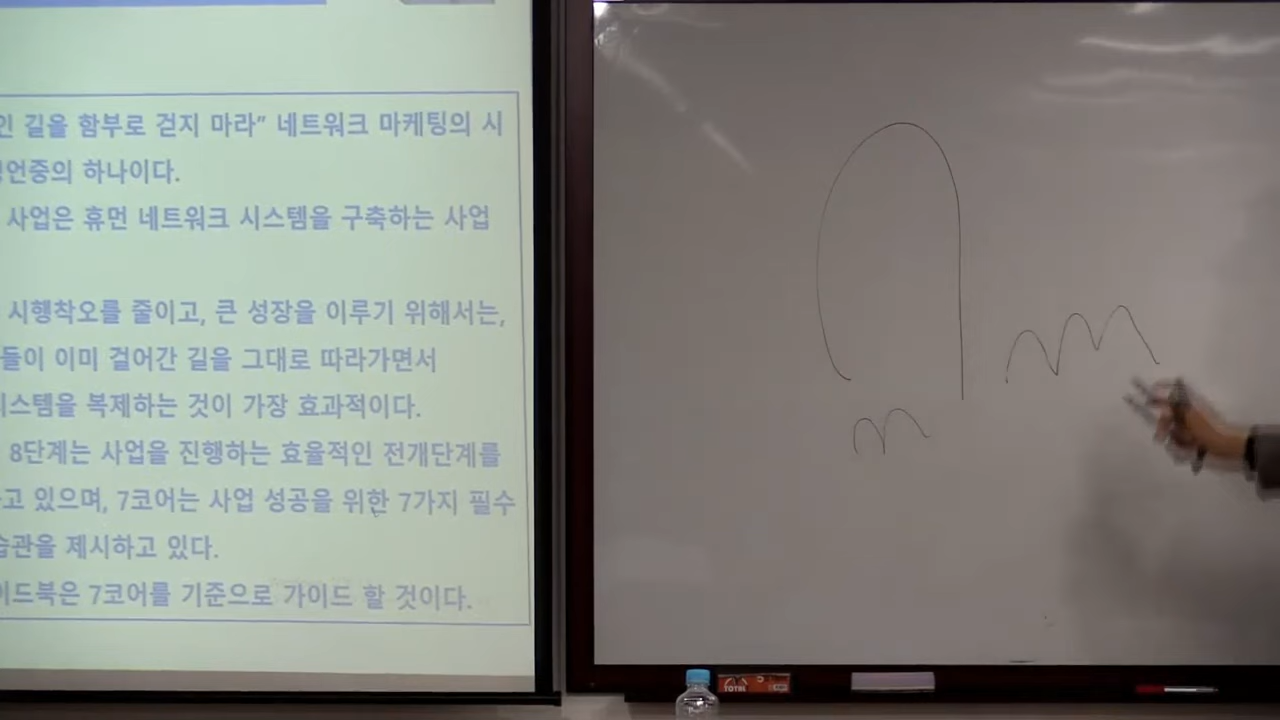 인 길을 함부로 걷지 마라” 네트워크 마케팅의 시
언중의 하나이다.
사업은 휴먼 네트워크 시스템을 구축하는 사업
시행착오를 줄이고, 큰 성장을 이루기 위해서는,
들이 이미 걸어간 길을 그대로 따라가면서
스템을 복제하는 것이 가장 효과적이다.
8단계는 사업을 진행하는 효율적인 전개단계를
고 있으며, 7코어는 사업 성공을 위한 7가지 필수
습관을 제시하고 있다.
이드북은 7코어를 기준으로 가이드 할 것이다.
TOTAL